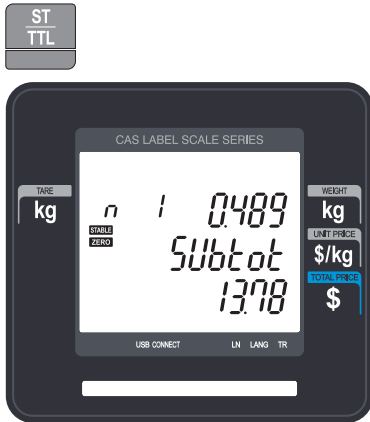 ST
TTL
CAS LABEL SCALE SERIES
TARE
kg
n 1 0.489
STABLE
ZERO
SUbtot
13.78
WEIGHT
kg
UNIT PRICE
$/kg
TOTAL PRICE
$
USB CONNECT LN LANG TR